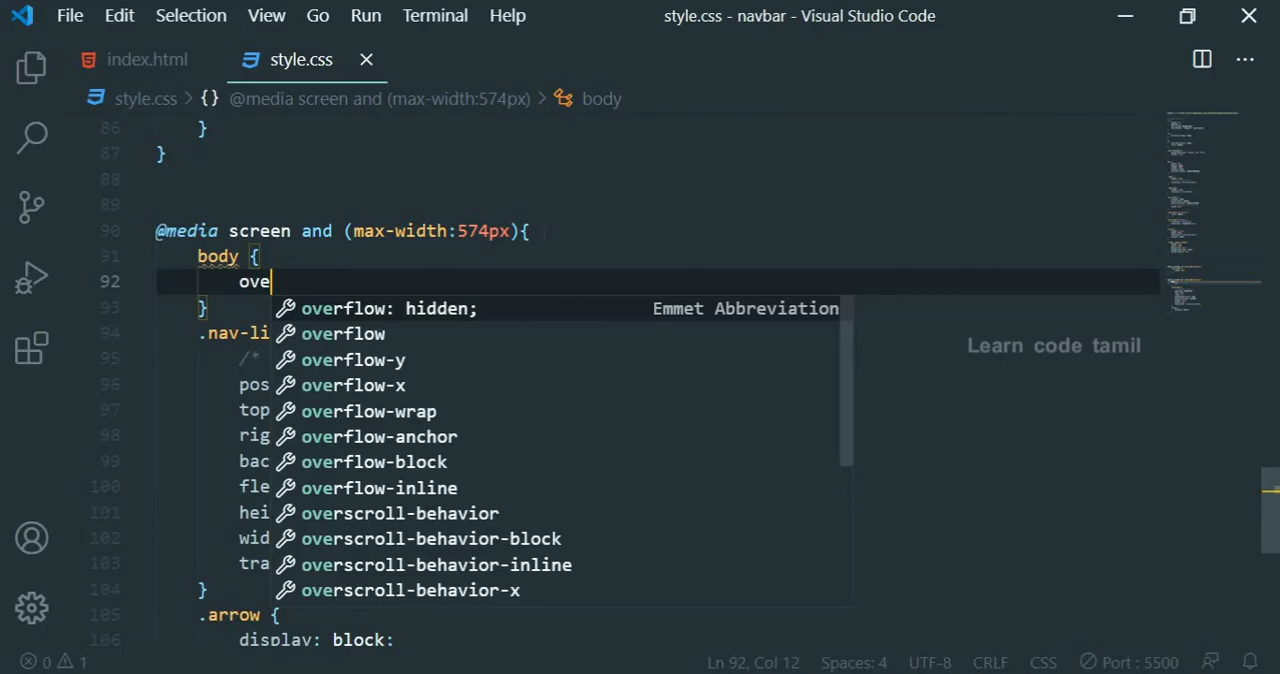 File Edit Selection View Go Run Terminal Help style.css - navbar - Visual Studio Code
index.html style.css
style.css > {} @media screen and (max-width:574px) > body
86 }
87 }
88
89
90 @media screen and (max-width:574px){
91 body {
92 ove
93 }
overflow: hidden; Emmet Abbreviation
94 .nav-li
overflow
95 /*
overflow-y
96 pos
overflow-x
97 top
overflow-wrap
98 rig
overflow-anchor
99 bac
overflow-block
100 fle
overflow-inline
101 hei
overscroll-behavior
102 wid
overscroll-behavior-block
103 tra
overscroll-behavior-inline
104 }
overscroll-behavior-x
105 .arrow {
106 display: block;
Learn code tamil
0 1 Ln 92, Col 12 Spaces: 4 UTF-8 CRLF CSS Port : 5500